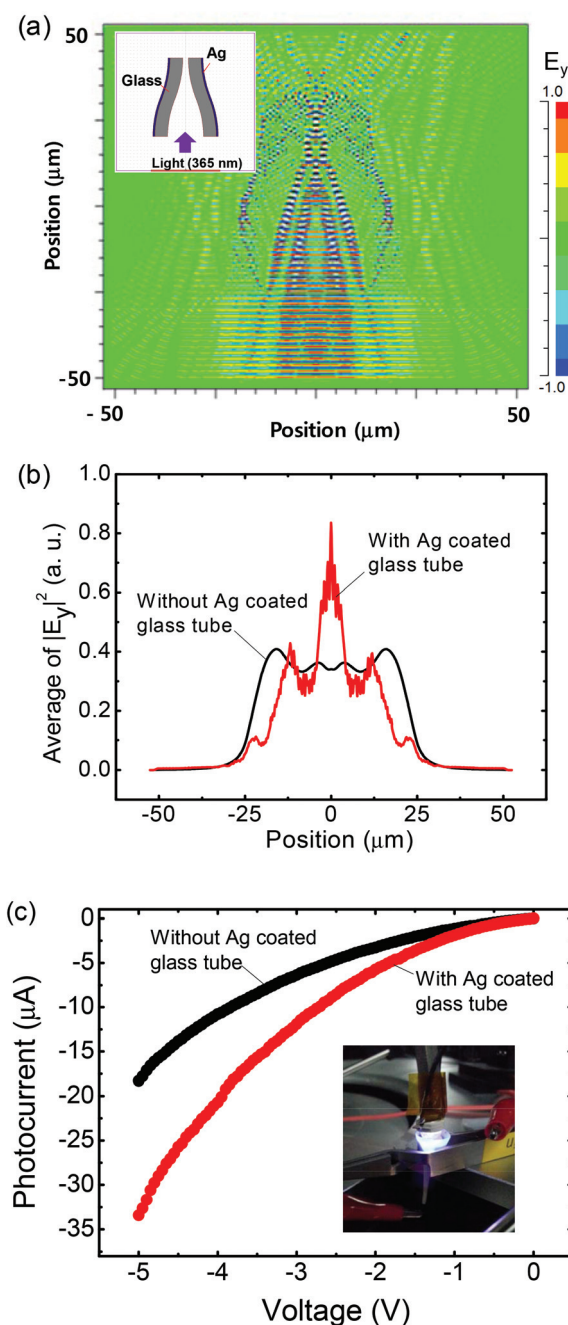 (a)
50
Ag
Glass
Light (365 nm)
Position (μm)
-50
- 50
50
Position (μm)
E_y
1.0
-1.0
(b)
1.0
0.8
0.6
0.4
0.2
0.0
Average of |E_y|² (a. u.)
With Ag coated
glass tube
Without Ag coated
glass tube
-50
-25
0
25
50
Position (μm)
(c)
0
-5
-10
-15
-20
-25
-30
-35
Photocurrent (μA)
Without Ag coated
glass tube
With Ag coated
glass tube
-5
-4
-3
-2
-1
0
Voltage (V)